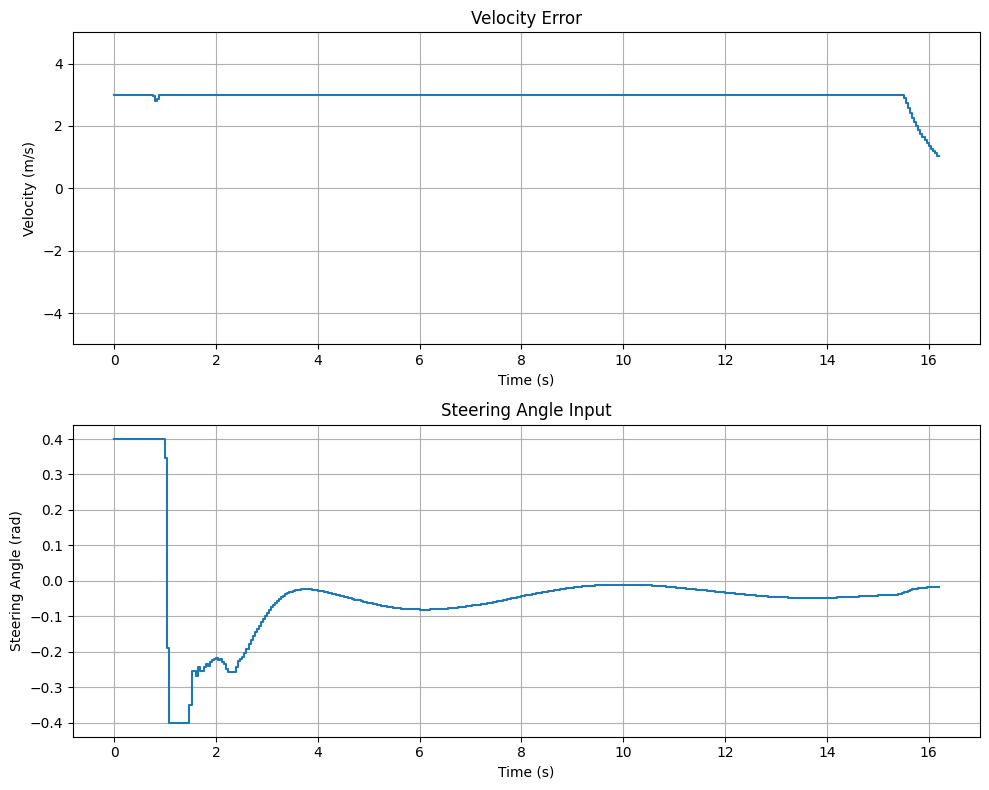 Velocity Error
Velocity (m/s)
4
2
0
−2
−4
0 2 4 6 8 10 12 14 16
Time (s)
Steering Angle Input
Steering Angle (rad)
0.4
0.3
0.2
0.1
0.0
−0.1
−0.2
−0.3
−0.4
0 2 4 6 8 10 12 14 16
Time (s)